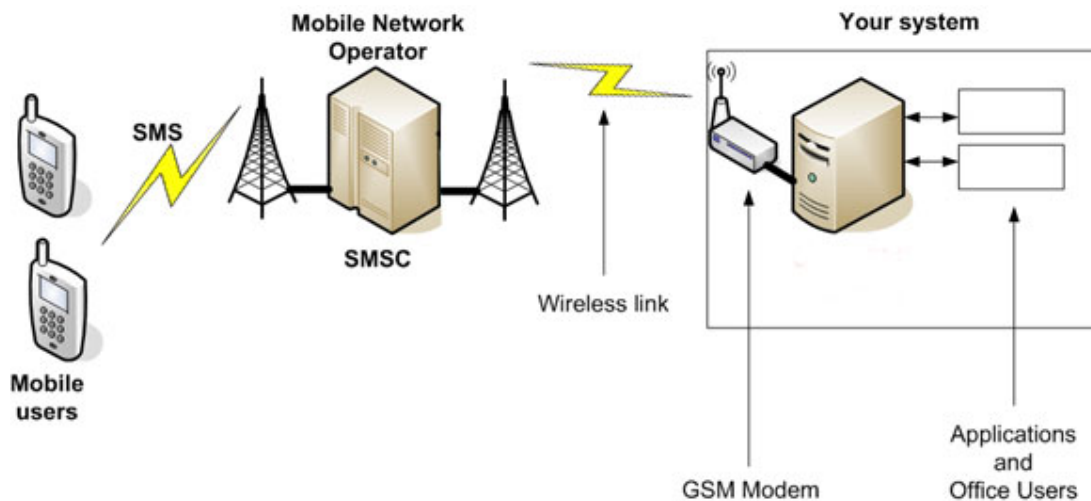 Mobile Network
Operator
Your system
SMS
SMSC
Wireless link
Mobile
users
GSM Modem
Applications
and
Office Users